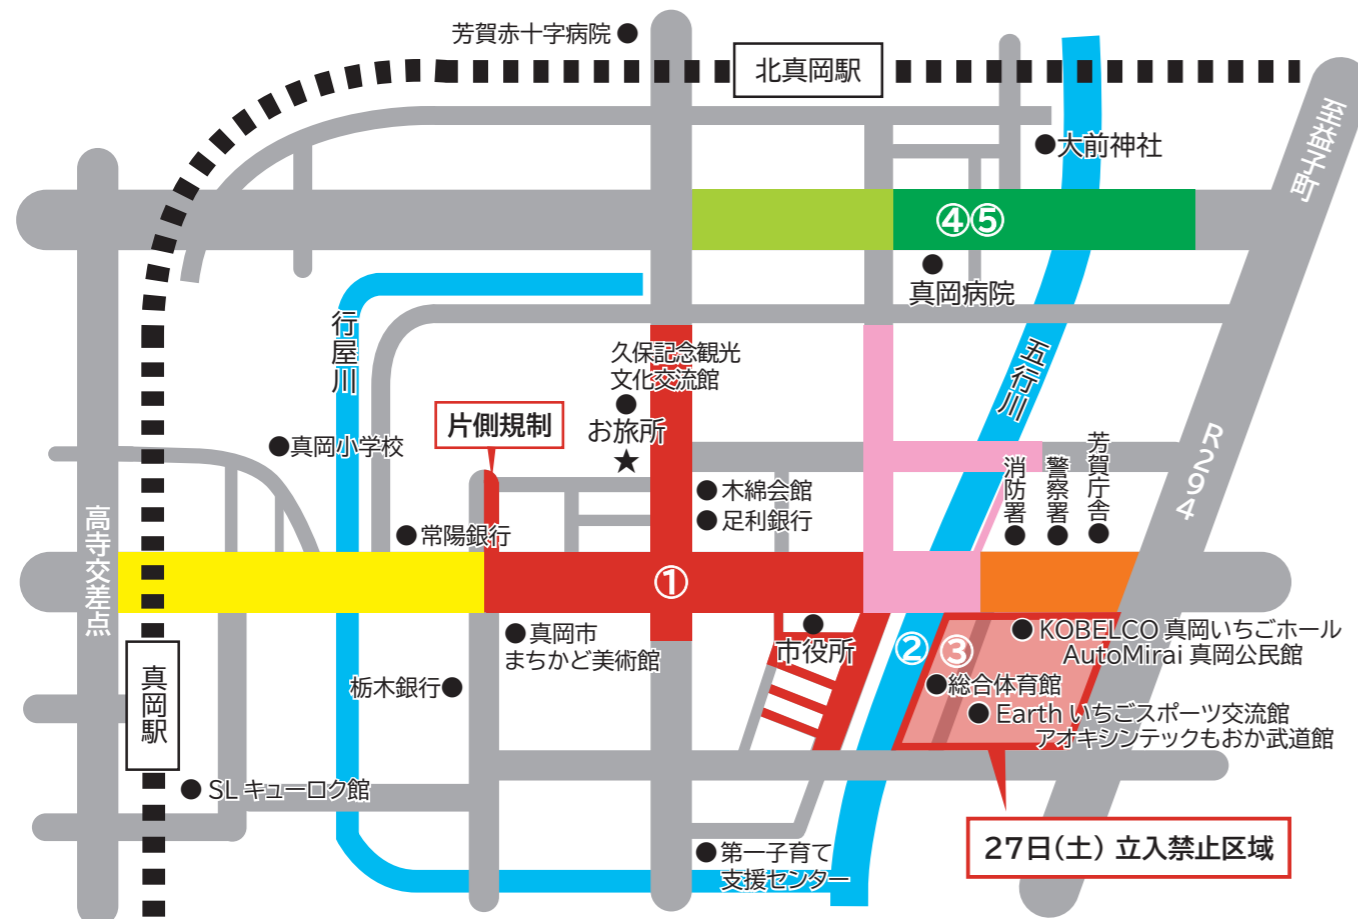 芳賀赤十字病院
北真岡駅
至益子町
大前神社
④⑤
真岡病院
行屋川
久保記念観光
文化交流館
五行川
片側規制
お旅所
真岡小学校
芳賀庁舎
警察署
消防署
R294
木綿会館
足利銀行
常陽銀行
高寺交差点
①
真岡市
まちかど美術館
市役所
②
③
KOBELCO 真岡いちごホール
AutoMirai 真岡公民館
栃木銀行
総合体育館
Earth いちごスポーツ交流館
アオキシンテックもおか武道館
真岡駅
SLキューロク館
27日(土) 立入禁止区域
第一子育て
支援センター